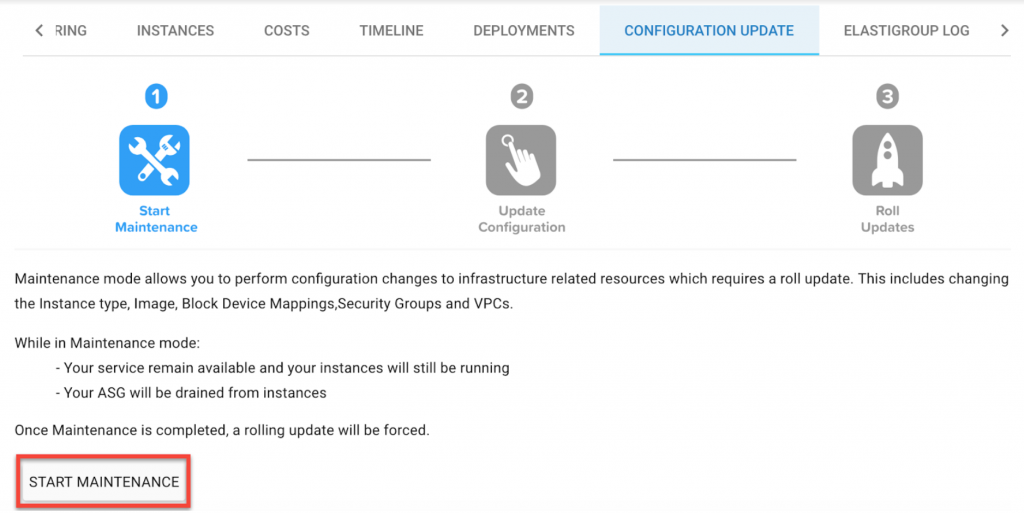 RING INSTANCES COSTS TIMELINE DEPLOYMENTS CONFIGURATION UPDATE ELASTIGROUP LOG
1 2 3
Start Maintenance
Update Configuration
Roll Updates
Maintenance mode allows you to perform configuration changes to infrastructure related resources which requires a roll update. This includes changing
the Instance type, Image, Block Device Mappings,Security Groups and VPCs.
While in Maintenance mode:
- Your service remain available and your instances will still be running
- Your ASG will be drained from instances
Once Maintenance is completed, a rolling update will be forced.
START MAINTENANCE